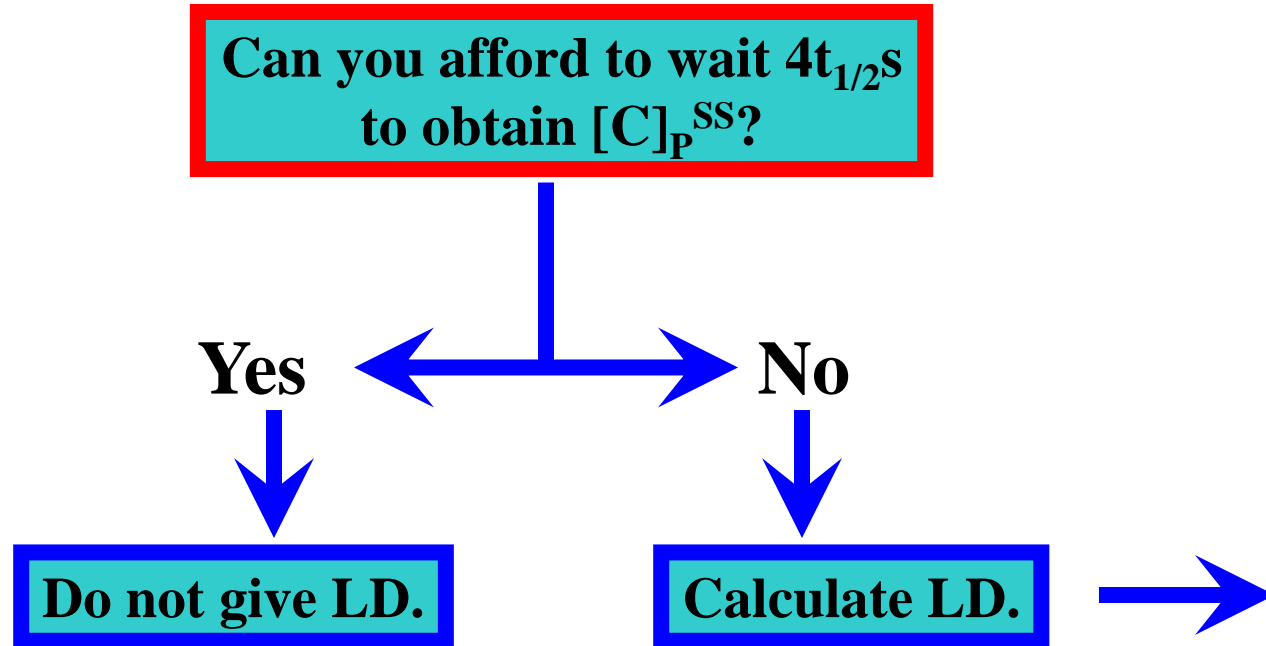 Can you afford to wait 4t1/2s
to obtain [C]PSS?
Yes
No
Do not give LD.
Calculate LD.